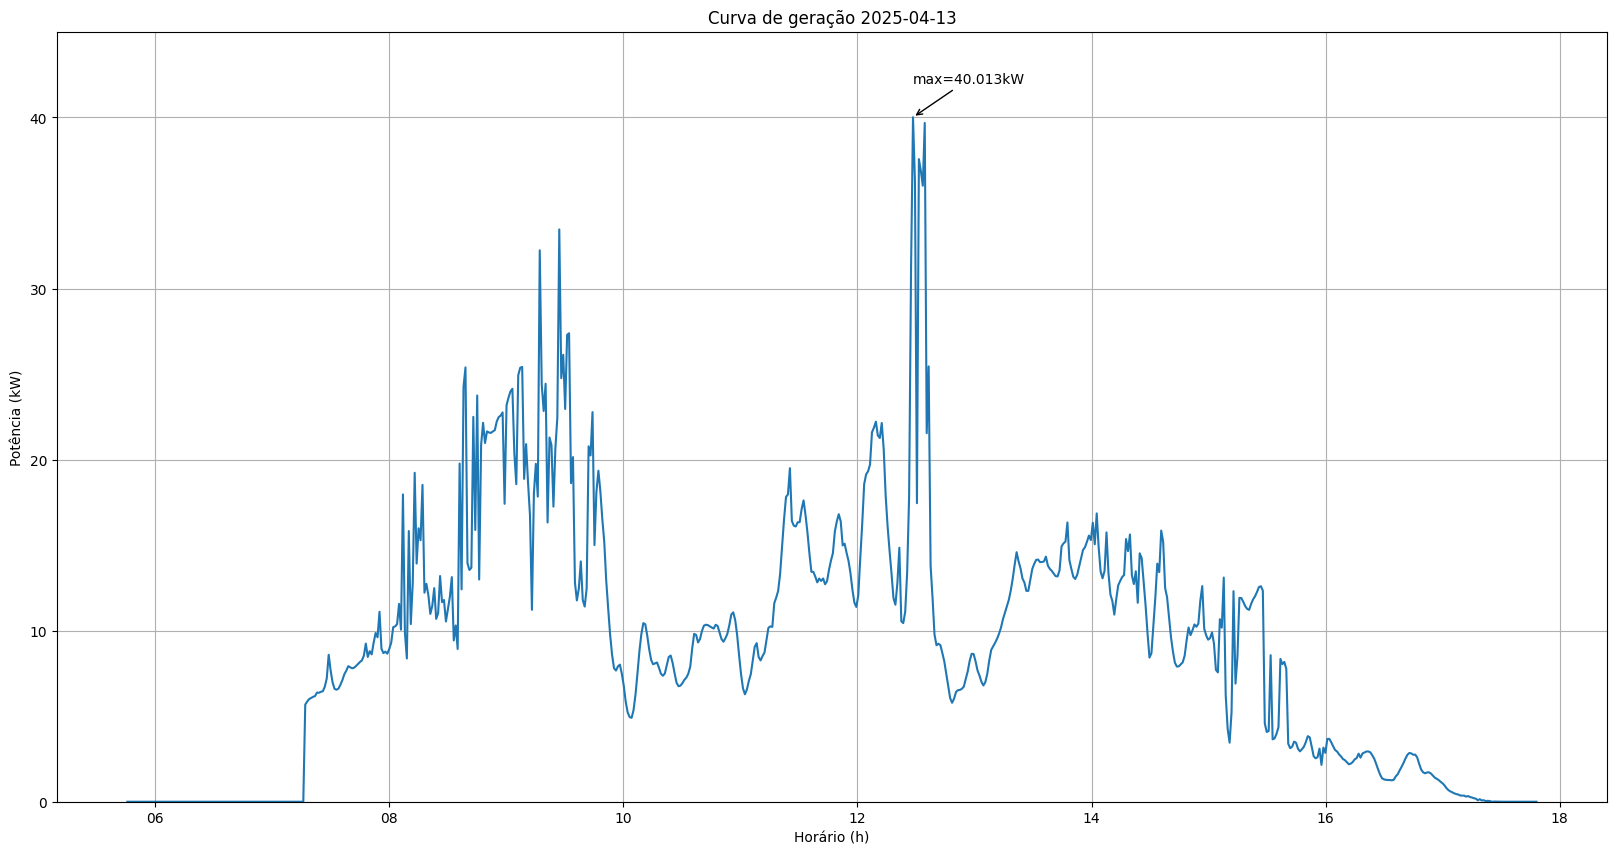 Curva de geração 2025-04-13
max=40.013kW
Potência (kW)
40
30
20
10
0
06 08 10 12 14 16 18
Horário (h)